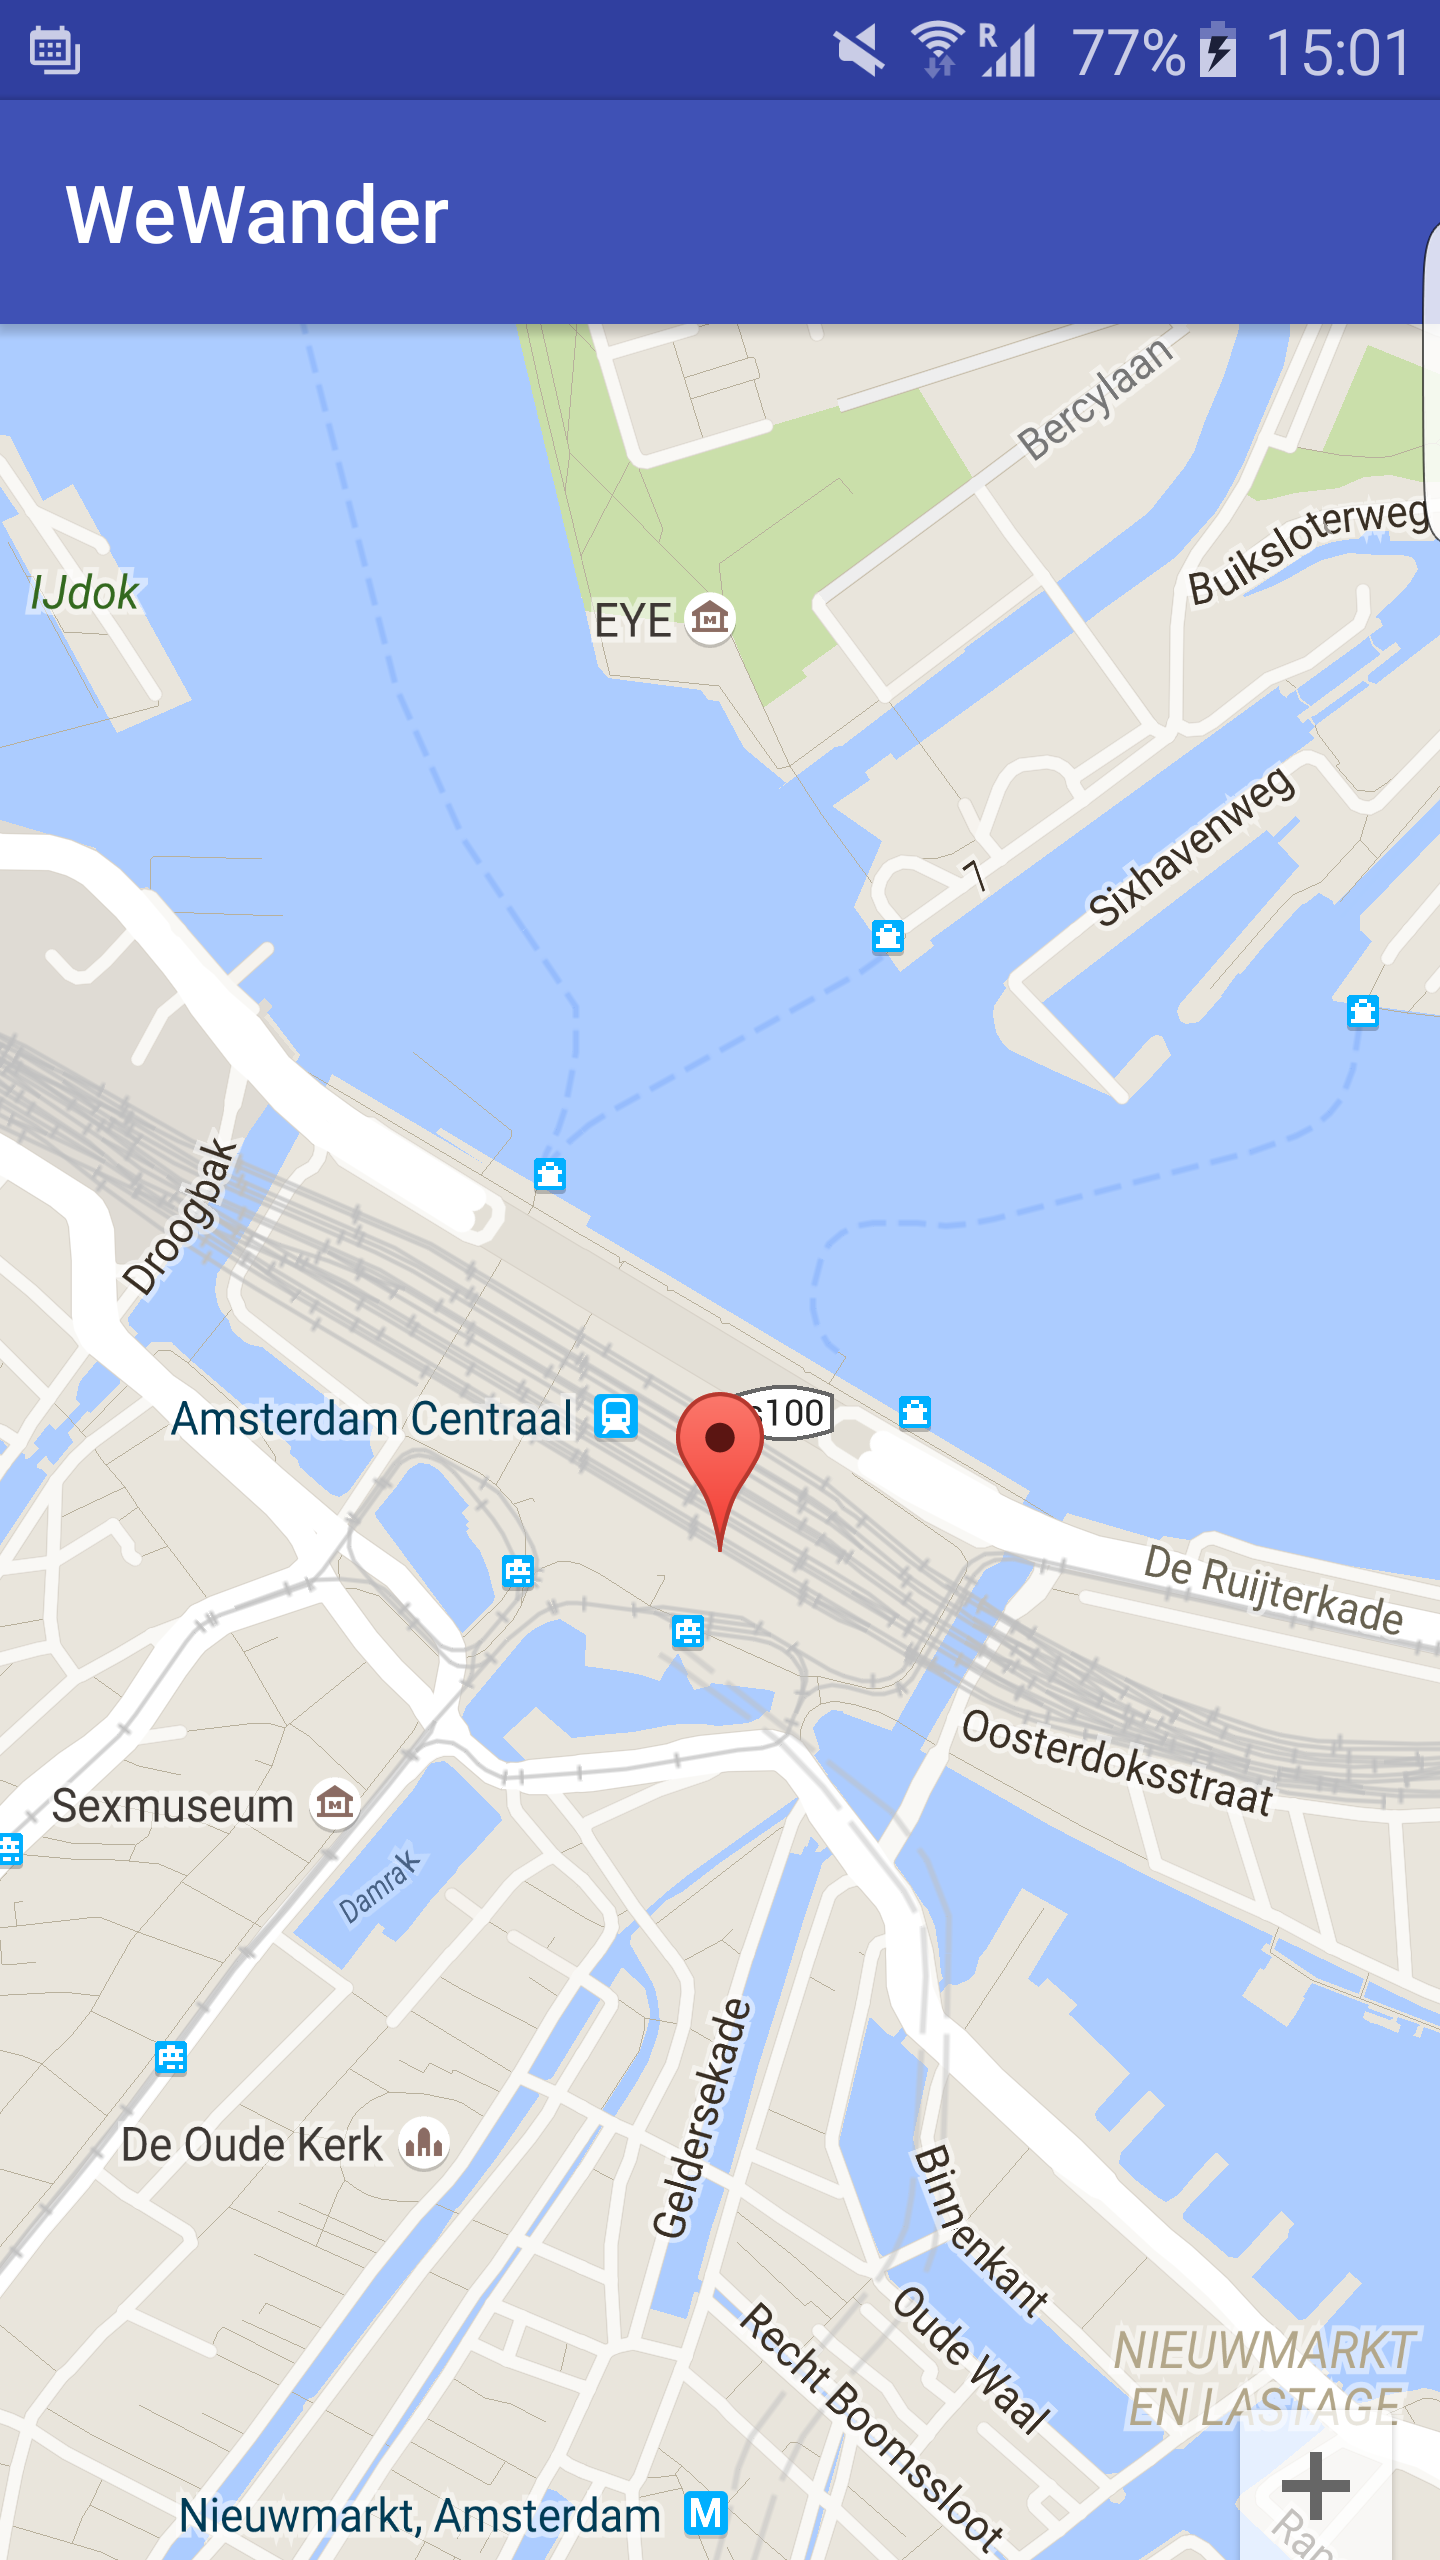 77% 15:01
WeWander
Bercylaan
Buiksloterweg
IJdok
EYE
M
Sixhavenweg
7
Droogbak
Amsterdam Centraal
s100
De Ruijterkade
Oosterdoksstraat
Sexmuseum
M
Damrak
Geldersekade
De Oude Kerk
Binnenkant
Oude Waal
Recht Boomssloot
NIEUWMARKT
EN LASTAGE
Nieuwmarkt, Amsterdam M